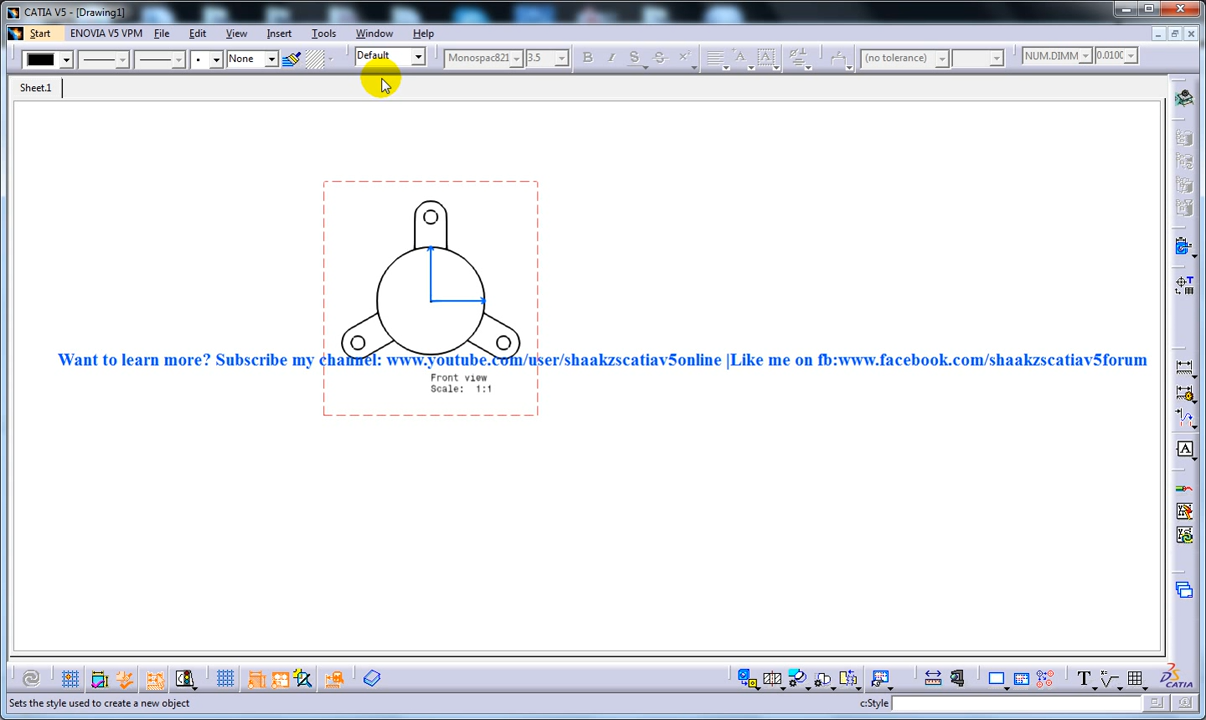 CATIA V5 - [Drawing1]
Start ENOVIA V5 VPM File Edit View Insert Tools Window Help
None Default Monospac821 3.5 B I S S x (no tolerance) NUM.DIMM 0.0100
Sheet.1
Want to learn more? Subscribe my channel: www.youtube.com/user/shaakzscatiav5online |Like me on fb:www.facebook.com/shaakzscatiav5forum
Front view
Scale: 1:1
CATIA
Sets the style used to create a new object c:Style